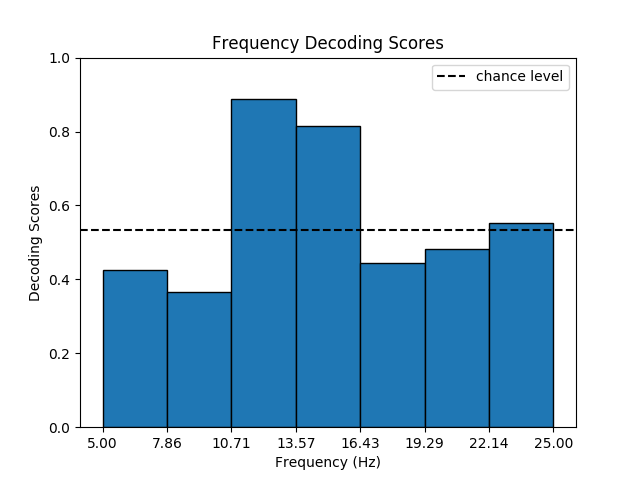 Frequency Decoding Scores
chance level
Decoding Scores
1.0
0.8
0.6
0.4
0.2
0.0
5.00 7.86 10.71 13.57 16.43 19.29 22.14 25.00
Frequency (Hz)